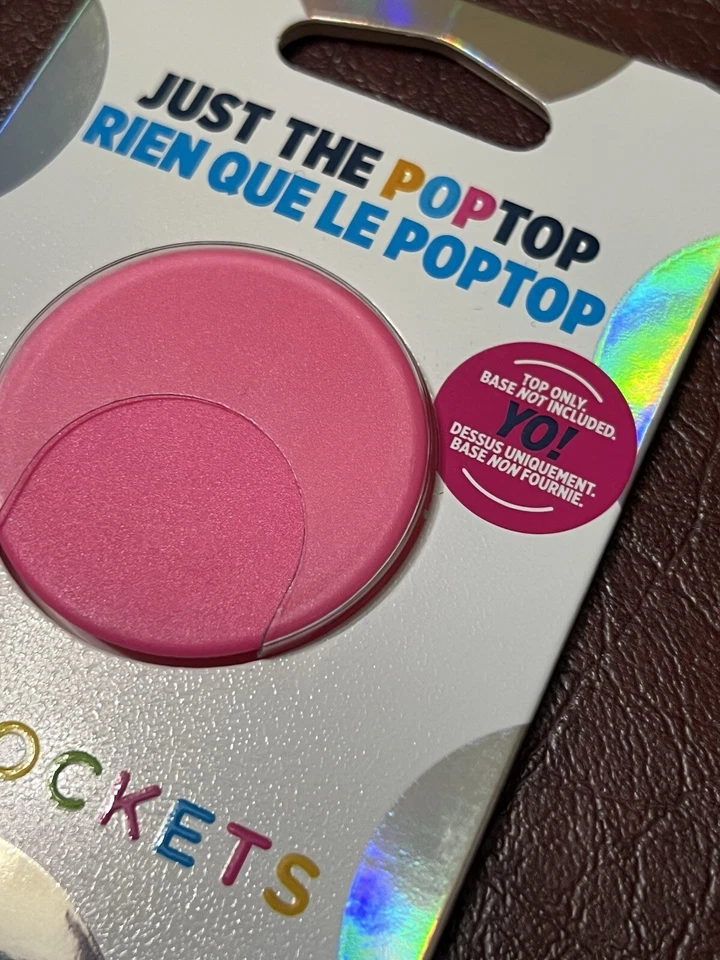 JUST THE POPTOP
RIEN QUE LE POPTOP
TOP ONLY.
BASE NOT INCLUDED.
YO!
DESSUS UNIQUEMENT.
BASE NON FOURNIE.
OCKETS